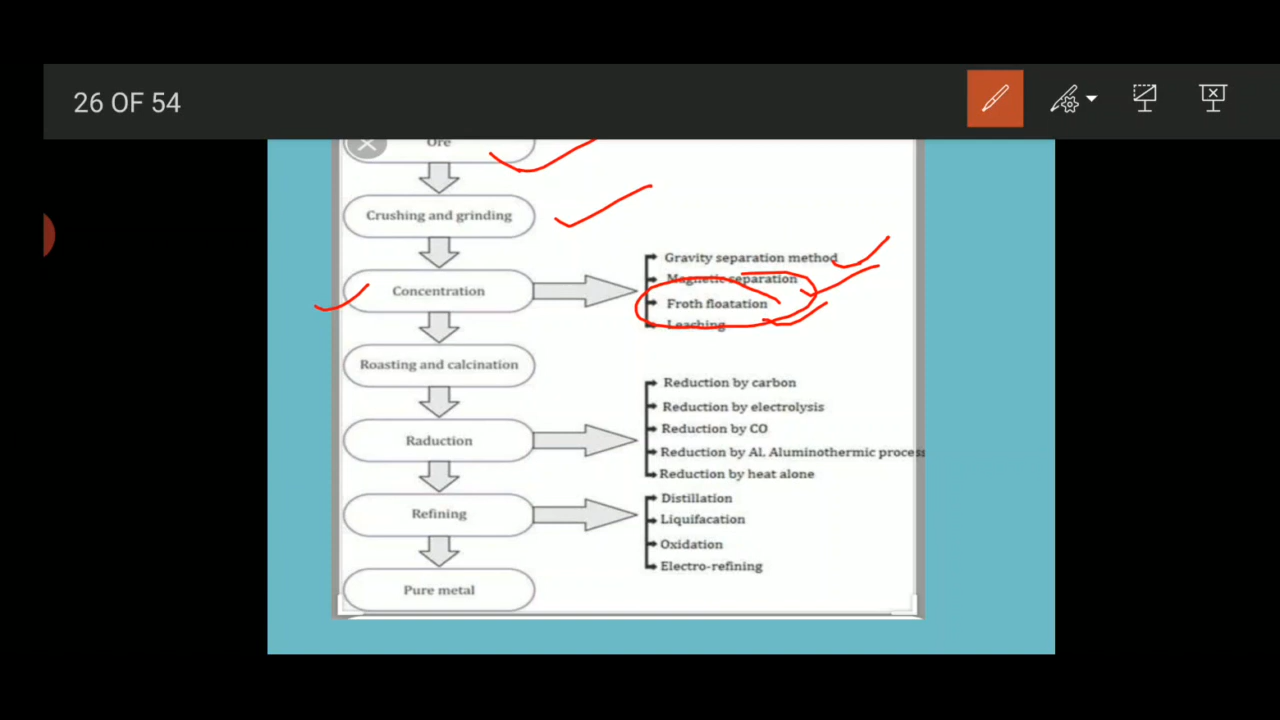 26 OF 54
Ore
Crushing and grinding
Concentration
Gravity separation method
Magnetic separation
Froth floatation
Leaching
Roasting and calcination
Raduction
Reduction by carbon
Reduction by electrolysis
Reduction by CO
Reduction by Al, Aluminothermic process
Reduction by heat alone
Refining
Distillation
Liquifacation
Oxidation
Electro-refining
Pure metal